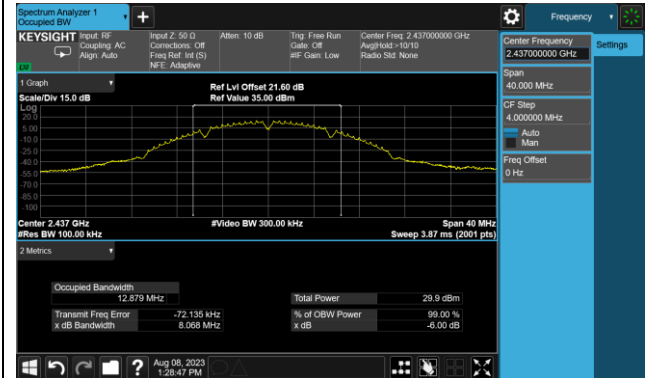 Spectrum Analyzer 1
Occupied BW
Frequency
KEYSIGHT
Input: RF
Coupling: AC
Align: Auto
Input Z: 50 Ω
Corrections: Off
Freq Ref: Int (S)
NFE: Adaptive
Atten: 10 dB
Trig: Free Run
Gate: Off
#IF Gain: Low
Center Freq: 2.437000000 GHz
Avg|Hold:>10/10
Radio Std: None
Center Frequency
2.437000000 GHz
Settings
Span
40.000 MHz
CF Step
4.000000 MHz
Auto
Man
Freq Offset
0 Hz
1 Graph
Scale/Div 15.0 dB
Ref Lvl Offset 21.60 dB
Ref Value 35.00 dBm
Log
20.0
5.00
-10.0
-25.0
-40.0
-55.0
-70.0
-85.0
-100
Center 2.437 GHz
#Res BW 100.00 kHz
#Video BW 300.00 kHz
Span 40 MHz
Sweep 3.87 ms (2001 pts)
2 Metrics
Occupied Bandwidth
12.879 MHz
Total Power 29.9 dBm
Transmit Freq Error -72.135 kHz
% of OBW Power 99.00 %
x dB Bandwidth 8.068 MHz
x dB -6.00 dB
?
Aug 08, 2023
1:28:47 PM